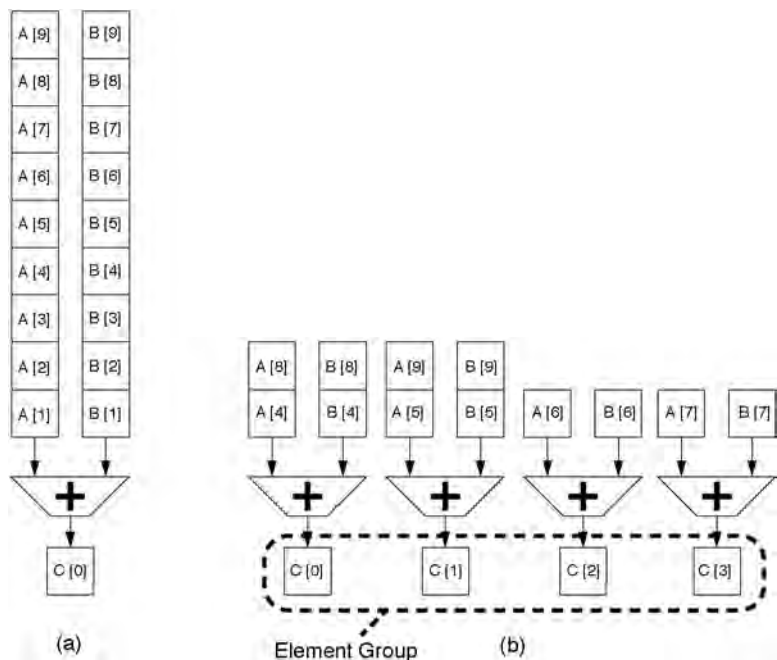 A [9] B [9]
A [8] B [8]
A [7] B [7]
A [6] B [6]
A [5] B [5]
A [4] B [4]
A [3] B [3]
A [2] B [2]
A [1] B [1]
+
C [0]
(a)
A [8] B [8] A [9] B [9]
A [4] B [4] A [5] B [5] A [6] B [6] A [7] B [7]
+ + + +
C [0] C [1] C [2] C [3]
Element Group
(b)